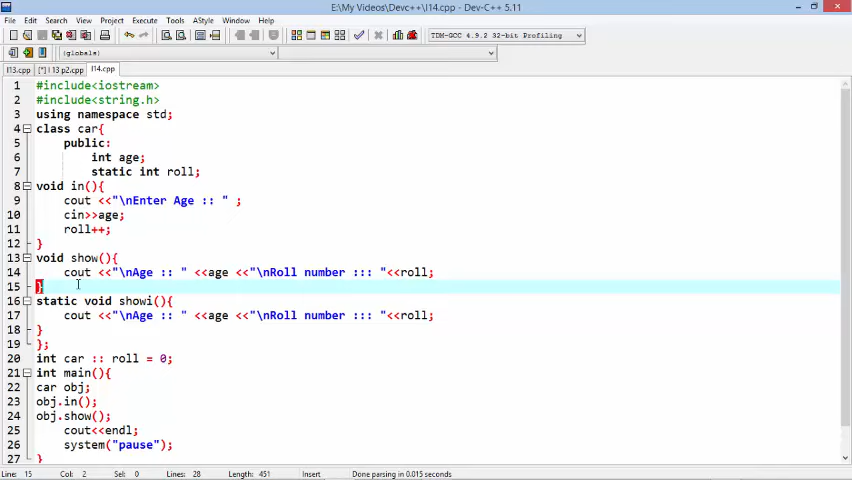 E:\My Videos\Devc++\l14.cpp - Dev-C++ 5.11
File Edit Search View Project Execute Tools AStyle Window Help
TDM-GCC 4.9.2 32-bit Profiling
(globals)
l13.cpp [*] l 13 p2.cpp l14.cpp
1 #include<iostream>
2 #include<string.h>
3 using namespace std;
4 class car{
5 public:
6 int age;
7 static int roll;
8 void in(){
9 cout <<"\nEnter Age :: " ;
10 cin>>age;
11 roll++;
12 }
13 void show(){
14 cout <<"\nAge :: " <<age <<"\nRoll number ::: "<<roll;
15 }
16 static void showi(){
17 cout <<"\nAge :: " <<age <<"\nRoll number ::: "<<roll;
18 }
19 };
20 int car :: roll = 0;
21 int main(){
22 car obj;
23 obj.in();
24 obj.show();
25 cout<<endl;
26 system("pause");
27 }
Line: 15 Col: 2 Sel: 0 Lines: 28 Length: 451 Insert Done parsing in 0.015 seconds